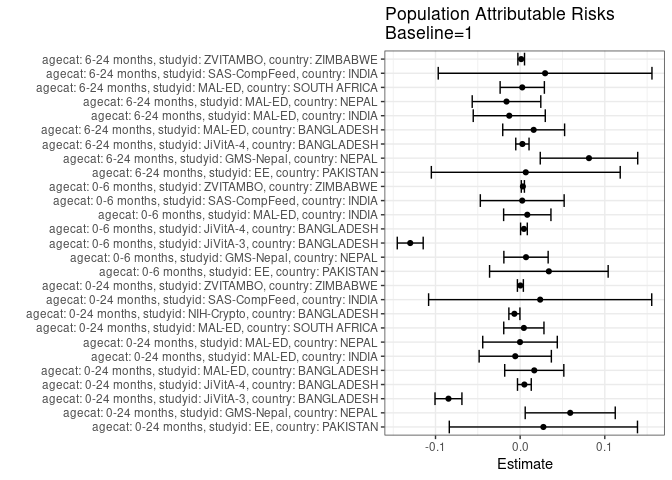 Population Attributable Risks
Baseline=1
agecat: 6-24 months, studyid: ZVITAMBO, country: ZIMBABWE
agecat: 6-24 months, studyid: SAS-CompFeed, country: INDIA
agecat: 6-24 months, studyid: MAL-ED, country: SOUTH AFRICA
agecat: 6-24 months, studyid: MAL-ED, country: NEPAL
agecat: 6-24 months, studyid: MAL-ED, country: INDIA
agecat: 6-24 months, studyid: MAL-ED, country: BANGLADESH
agecat: 6-24 months, studyid: JiVitA-4, country: BANGLADESH
agecat: 6-24 months, studyid: GMS-Nepal, country: NEPAL
agecat: 6-24 months, studyid: EE, country: PAKISTAN
agecat: 0-6 months, studyid: ZVITAMBO, country: ZIMBABWE
agecat: 0-6 months, studyid: SAS-CompFeed, country: INDIA
agecat: 0-6 months, studyid: MAL-ED, country: INDIA
agecat: 0-6 months, studyid: JiVitA-4, country: BANGLADESH
agecat: 0-6 months, studyid: JiVitA-3, country: BANGLADESH
agecat: 0-6 months, studyid: GMS-Nepal, country: NEPAL
agecat: 0-6 months, studyid: EE, country: PAKISTAN
agecat: 0-24 months, studyid: ZVITAMBO, country: ZIMBABWE
agecat: 0-24 months, studyid: SAS-CompFeed, country: INDIA
agecat: 0-24 months, studyid: NIH-Crypto, country: BANGLADESH
agecat: 0-24 months, studyid: MAL-ED, country: SOUTH AFRICA
agecat: 0-24 months, studyid: MAL-ED, country: NEPAL
agecat: 0-24 months, studyid: MAL-ED, country: INDIA
agecat: 0-24 months, studyid: MAL-ED, country: BANGLADESH
agecat: 0-24 months, studyid: JiVitA-4, country: BANGLADESH
agecat: 0-24 months, studyid: JiVitA-3, country: BANGLADESH
agecat: 0-24 months, studyid: GMS-Nepal, country: NEPAL
agecat: 0-24 months, studyid: EE, country: PAKISTAN
-0.1 0.0 0.1
Estimate